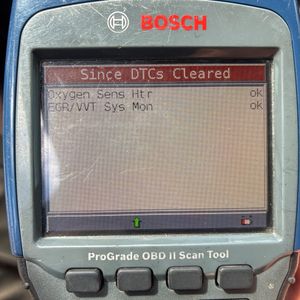 BOSCH
Since DTCs Cleared
Oxygen Sens Htr ok
EGR/VVT Sys Mon ok
ProGrade OBD II Scan Tool